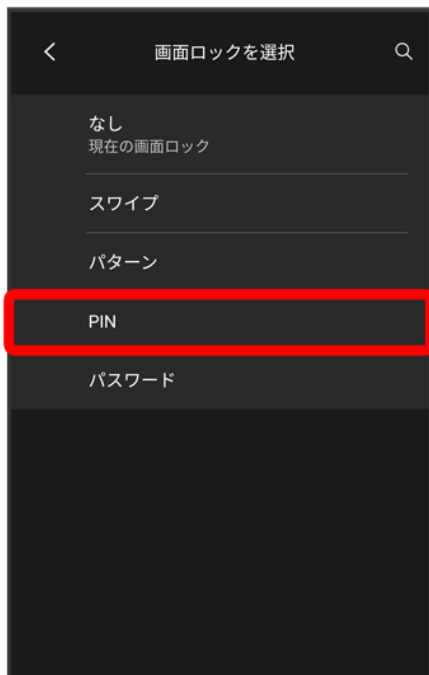 画面ロックを選択
なし
現在の画面ロック
スワイプ
パターン
PIN
パスワード